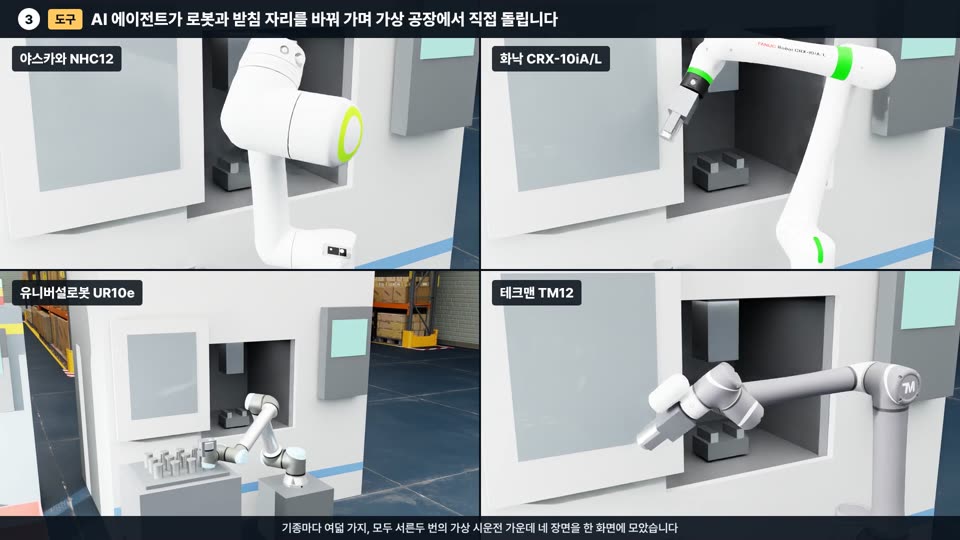 3 도구 AI 에이전트가 로봇과 받침 자리를 바꿔 가며 가상 공장에서 직접 돌립니다
야스카와 NHC12
화낙 CRX-10iA/L
FANUC Robot CRX-10iA/L
유니버설로봇 UR10e
테크맨 TM12
TM
기종마다 여덟 가지, 모두 서른두 번의 가상 시운전 가운데 네 장면을 한 화면에 모았습니다